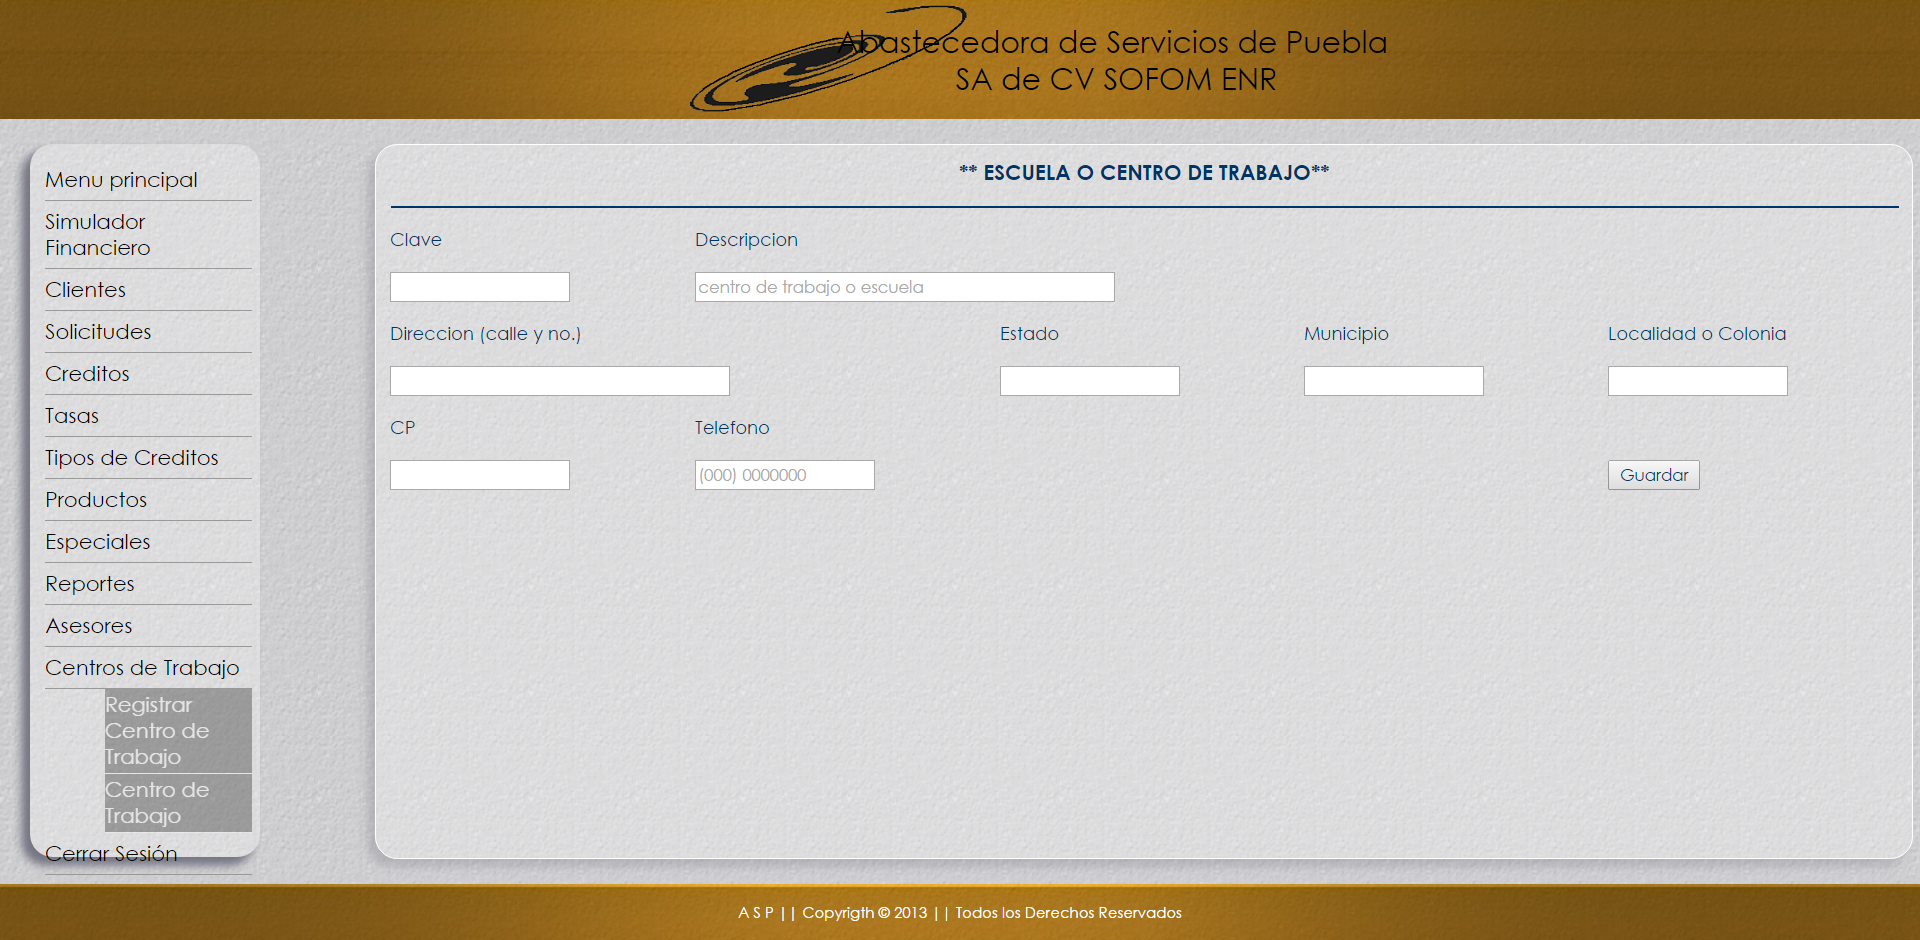 Abastecedora de Servicios de Puebla
SA de CV SOFOM ENR
Menu principal
Simulador
Financiero
Clientes
Solicitudes
Creditos
Tasas
Tipos de Creditos
Productos
Especiales
Reportes
Asesores
Centros de Trabajo
Registrar
Centro de
Trabajo
Centro de
Trabajo
Cerrar Sesión
** ESCUELA O CENTRO DE TRABAJO**
Clave Descripcion
centro de trabajo o escuela
Direccion (calle y no.) Estado Municipio Localidad o Colonia
CP Telefono
(000) 0000000 Guardar
A S P || Copyrigth © 2013 || Todos los Derechos Reservados